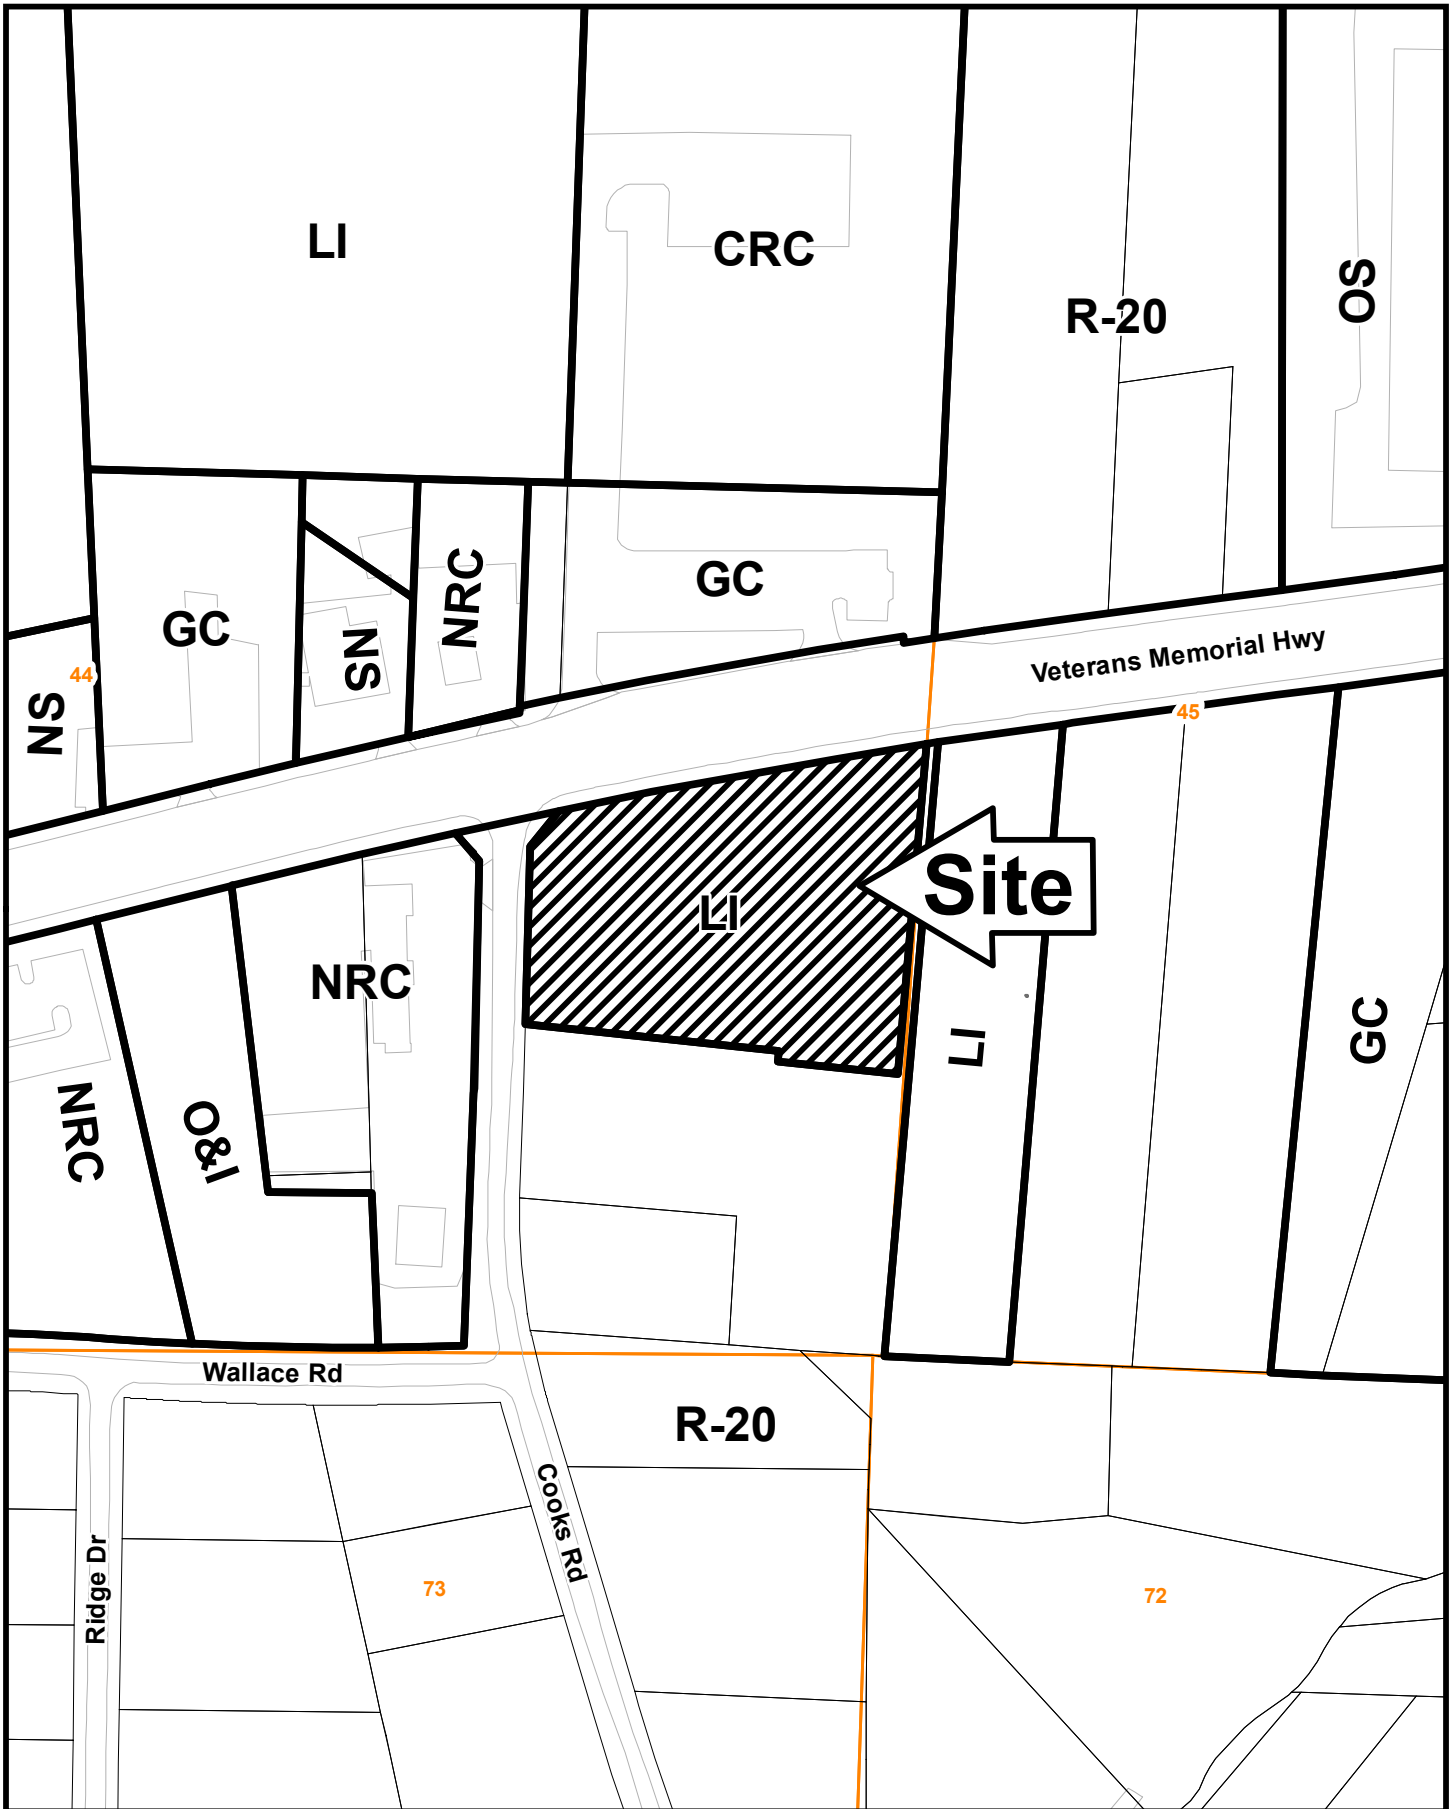 LI
CRC
R-20
OS
GC
NS
NRC
GC
Veterans Memorial Hwy
44
NS
45
Site
LI
NRC
LI
GC
NRC
O&I
Wallace Rd
R-20
Cooks Rd
Ridge Dr
73
72